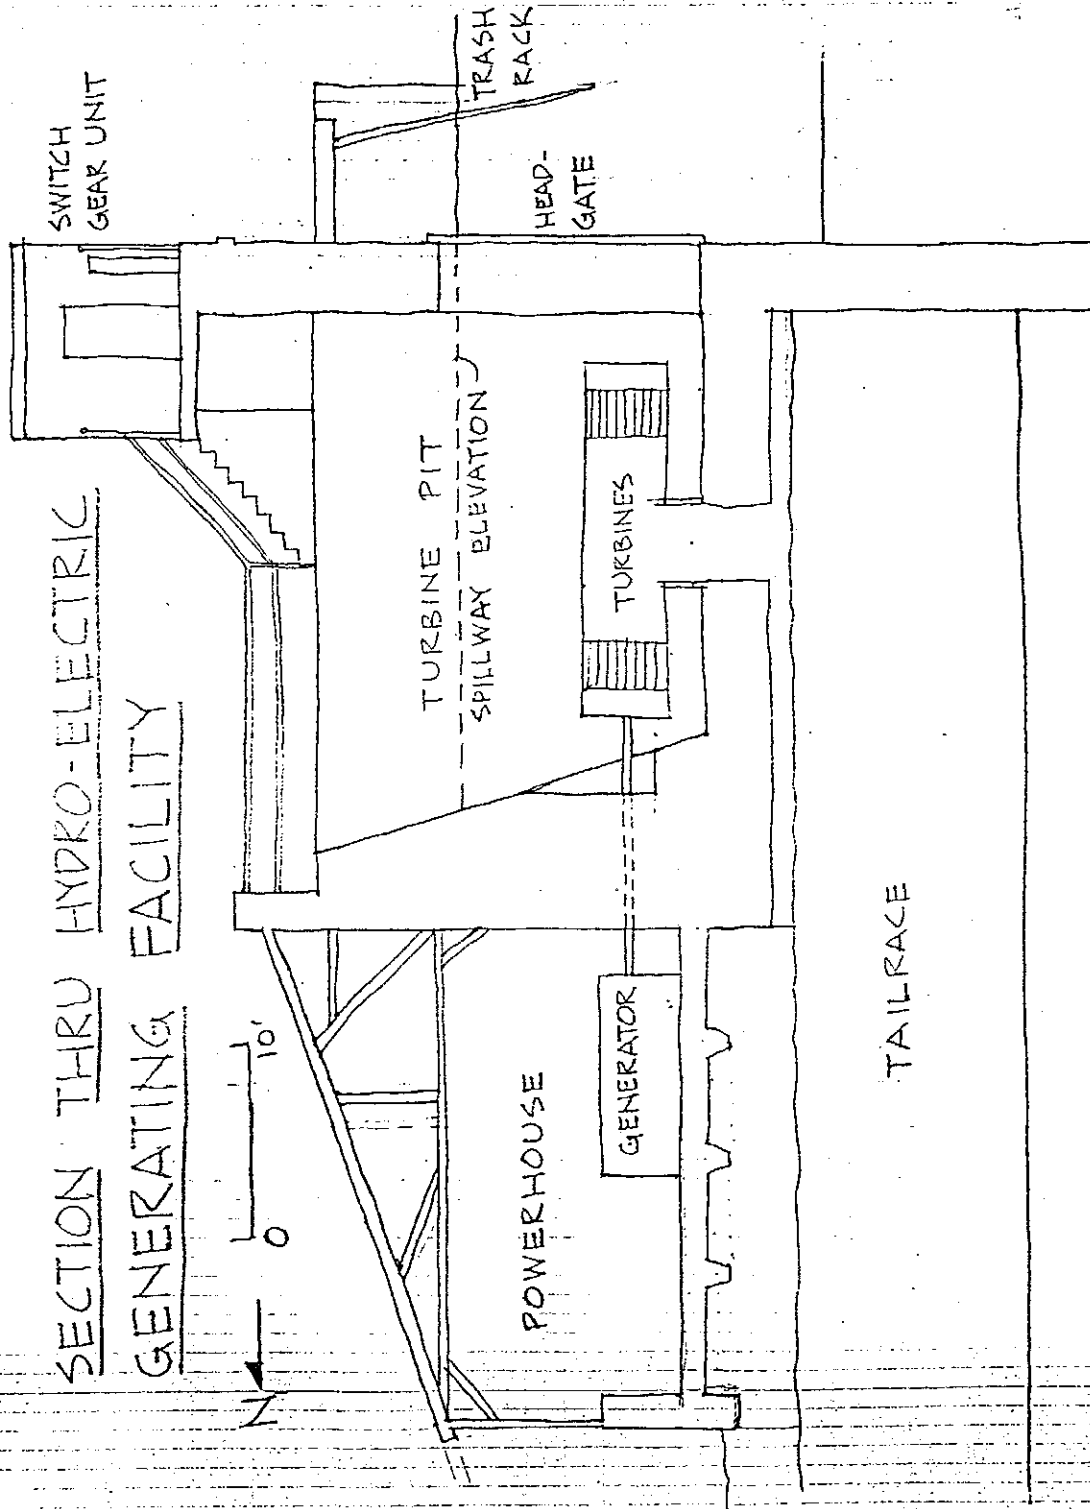 SECTION THRU HYDRO-ELECTRIC
GENERATING FACILITY
N
0 10'
SWITCH
GEAR UNIT
TRASH
RACK
HEAD-
GATE
TURBINE PIT
SPILLWAY ELEVATION
TURBINES
POWERHOUSE
GENERATOR
TAILRACE